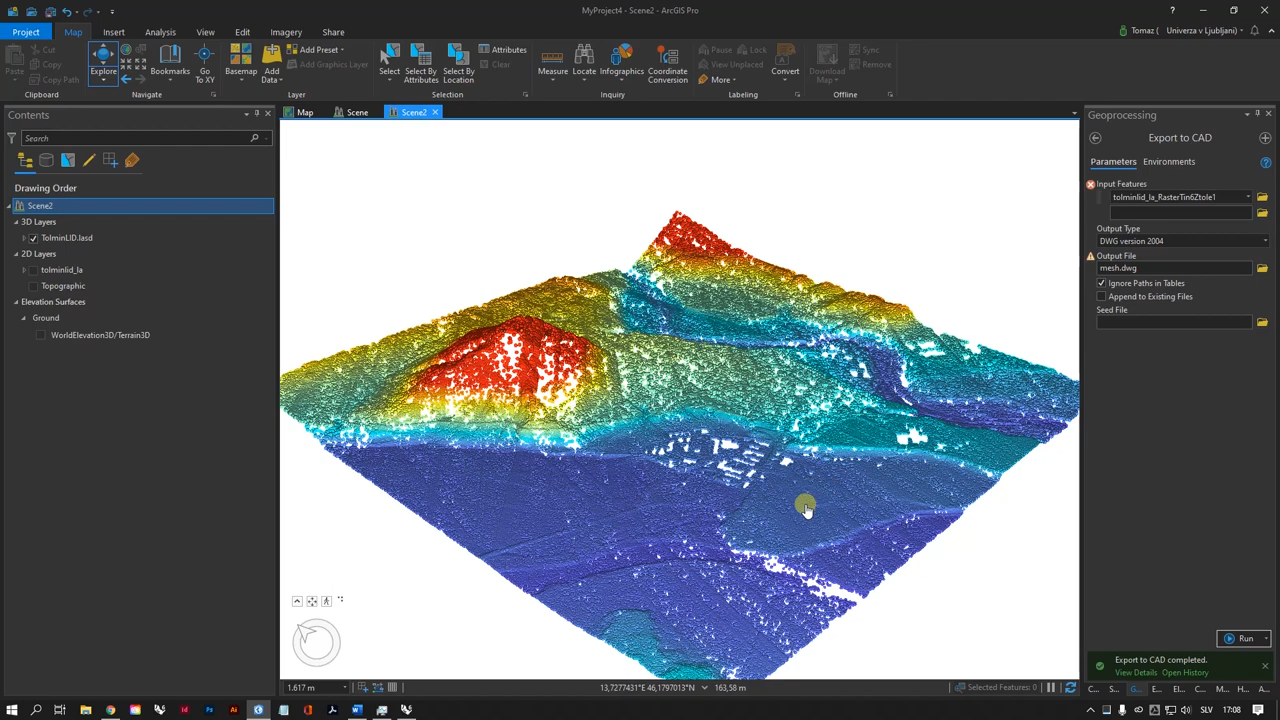 MyProject4 - Scene2 - ArcGIS Pro
Project
Map
Insert
Analysis
View
Edit
Imagery
Share
Tomaz (
Univerza v Ljubljani)
Paste
Cut
Copy
Copy Path
Clipboard
Explore
Bookmarks
Go To XY
Navigate
Basemap
Add Data
Add Preset
Add Graphics Layer
Layer
Select
Select By Attributes
Select By Location
Attributes
Clear
Selection
Measure
Locate
Infographics
Coordinate Conversion
Inquiry
Pause
Lock
View Unplaced
More
Convert
Labeling
Download Map
Sync
Remove
Offline
Contents
Search
Drawing Order
Scene2
3D Layers
TolminLID.lasd
2D Layers
tolminlid_la
Topographic
Elevation Surfaces
Ground
WorldElevation3D/Terrain3D
Map
Scene
Scene2
1.617 m
13,7277431°E 46,1797013°N
163,58 m
Selected Features: 0
Geoprocessing
Export to CAD
Parameters
Environments
Input Features
tolminlid_la_RasterTin6Ztole1
Output Type
DWG version 2004
Output File
mesh.dwg
Ignore Paths in Tables
Append to Existing Files
Seed File
Run
Export to CAD completed.
View Details Open History
C...
S...
G...
E...
El...
C...
M...
H...
A...
SLV
17:08